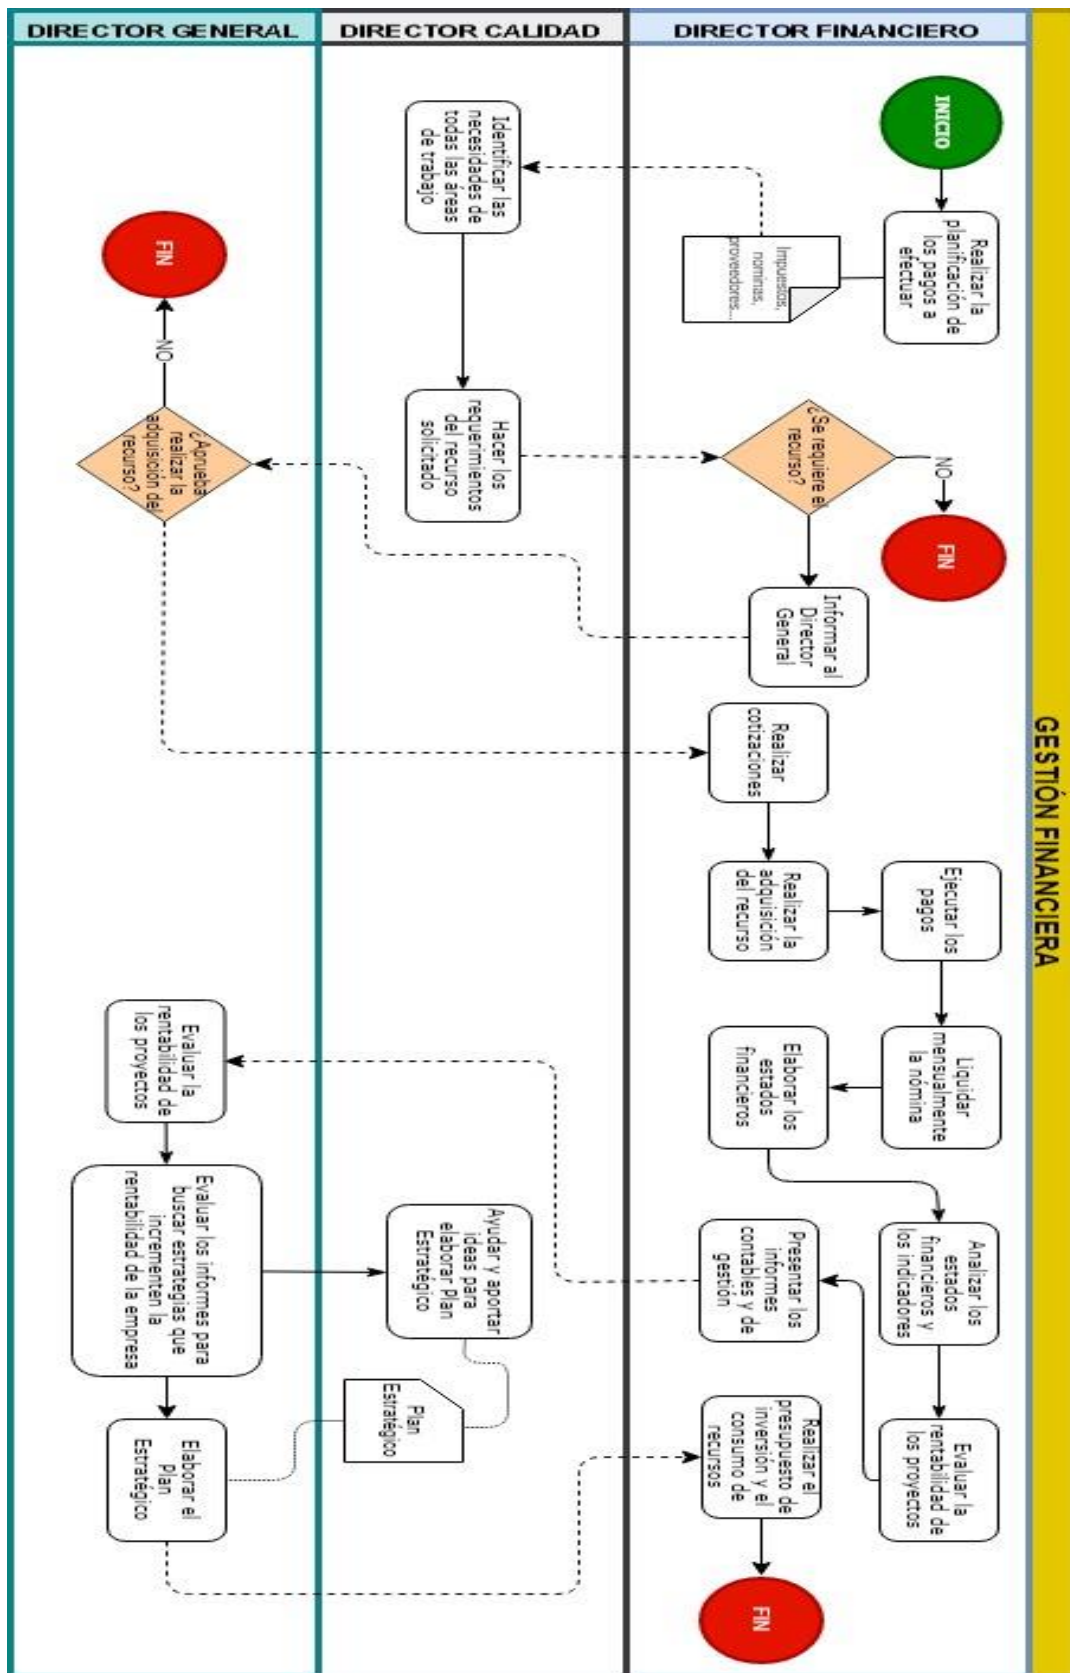 GESTIÓN FINANCIERA
DIRECTOR FINANCIERO
INICIO
Realizar la
planificación de
los pagos a
efectuar
Impuestos,
nominas,
proveedores...
¿Se requiere el
recurso?
NO
FIN
Informar al
Director
General
Realizar
cotizaciones
Realizar la
adquisición
del recurso
Ejecutar los
pagos
Liquidar
mensualmente
la nómina
Elaborar los
estados
financieros
Analizar los
estados
financieros y
los indicadores
Evaluar la
rentabilidad de
los proyectos
Presentar los
informes
contables y de
gestión
Realizar el
presupuesto de
inversión y el
consumo de
recursos
FIN
DIRECTOR CALIDAD
Identificar las
necesidades de
todas las áreas
de trabajo
Hacer los
requerimientos
del recurso
solicitado
Ayudar y aportar
ideas para
elaborar Plan
Estratégico
Plan
Estratégico
DIRECTOR GENERAL
FIN
NO
¿Aprueba
realizar la
adquisición del
recurso?
Evaluar la
rentabilidad de
los proyectos
Evaluar los informes para
buscar estrategias que
incrementen la
rentabilidad de la empresa
Elaborar el
Plan
Estratégico